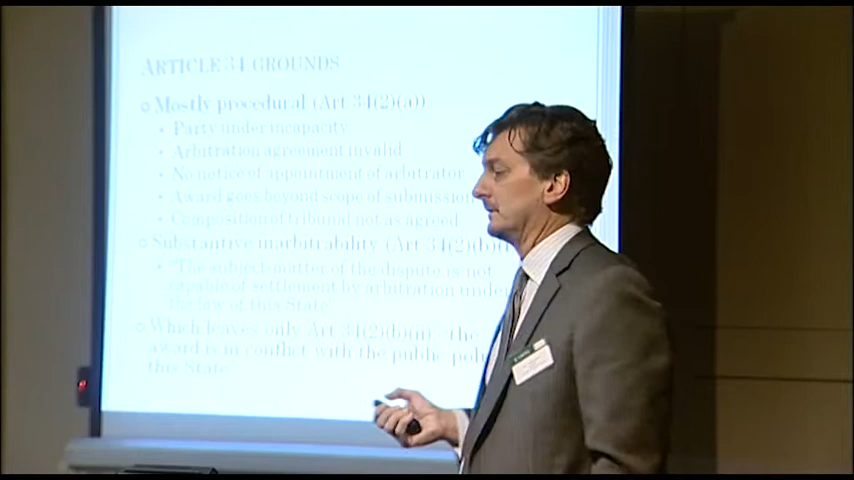 ARTICLE 34 GROUNDS
Mostly procedural (Art 34(2)(a))
Party under incapacity
Arbitration agreement invalid
No notice of appointment of arbitrator
Award goes beyond scope of submission
Composition of tribunal not as agreed
Substantive inarbitrability (Art 34(2)(b)(i)
"The subject-matter of the dispute is not
capable of settlement by arbitration under
the law of this State"
Which leaves only Art 34(2)(b)(ii) "the
award is in conflict with the public
this State"